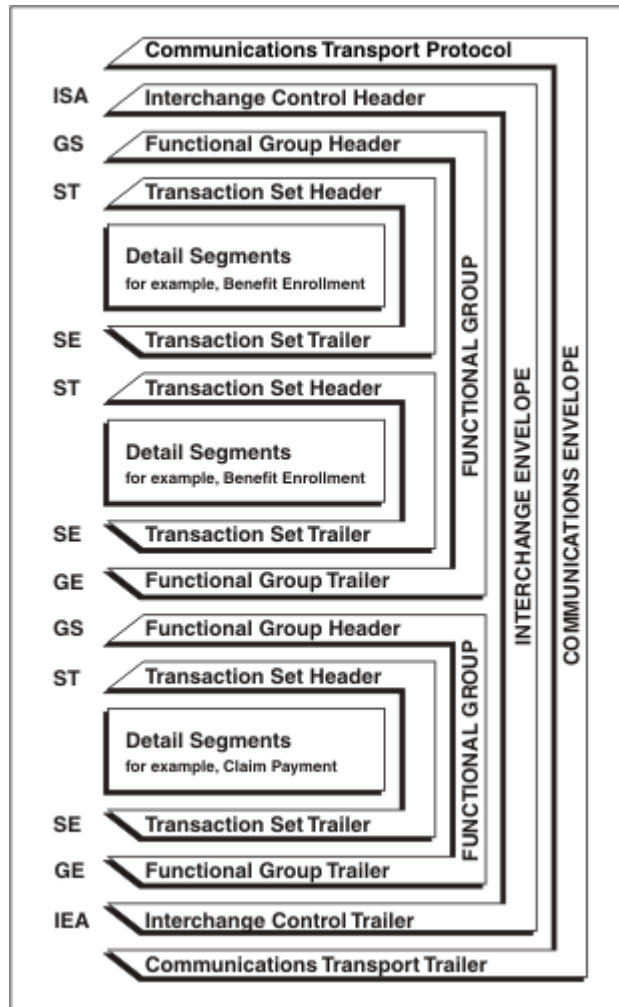 Communications Transport Protocol
ISA Interchange Control Header
GS Functional Group Header
ST Transaction Set Header
Detail Segments
for example, Benefit Enrollment
SE Transaction Set Trailer
ST Transaction Set Header
Detail Segments
for example, Benefit Enrollment
SE Transaction Set Trailer
GE Functional Group Trailer
FUNCTIONAL GROUP
GS Functional Group Header
ST Transaction Set Header
Detail Segments
for example, Claim Payment
SE Transaction Set Trailer
GE Functional Group Trailer
FUNCTIONAL GROUP
IEA Interchange Control Trailer
INTERCHANGE ENVELOPE
Communications Transport Trailer
COMMUNICATIONS ENVELOPE